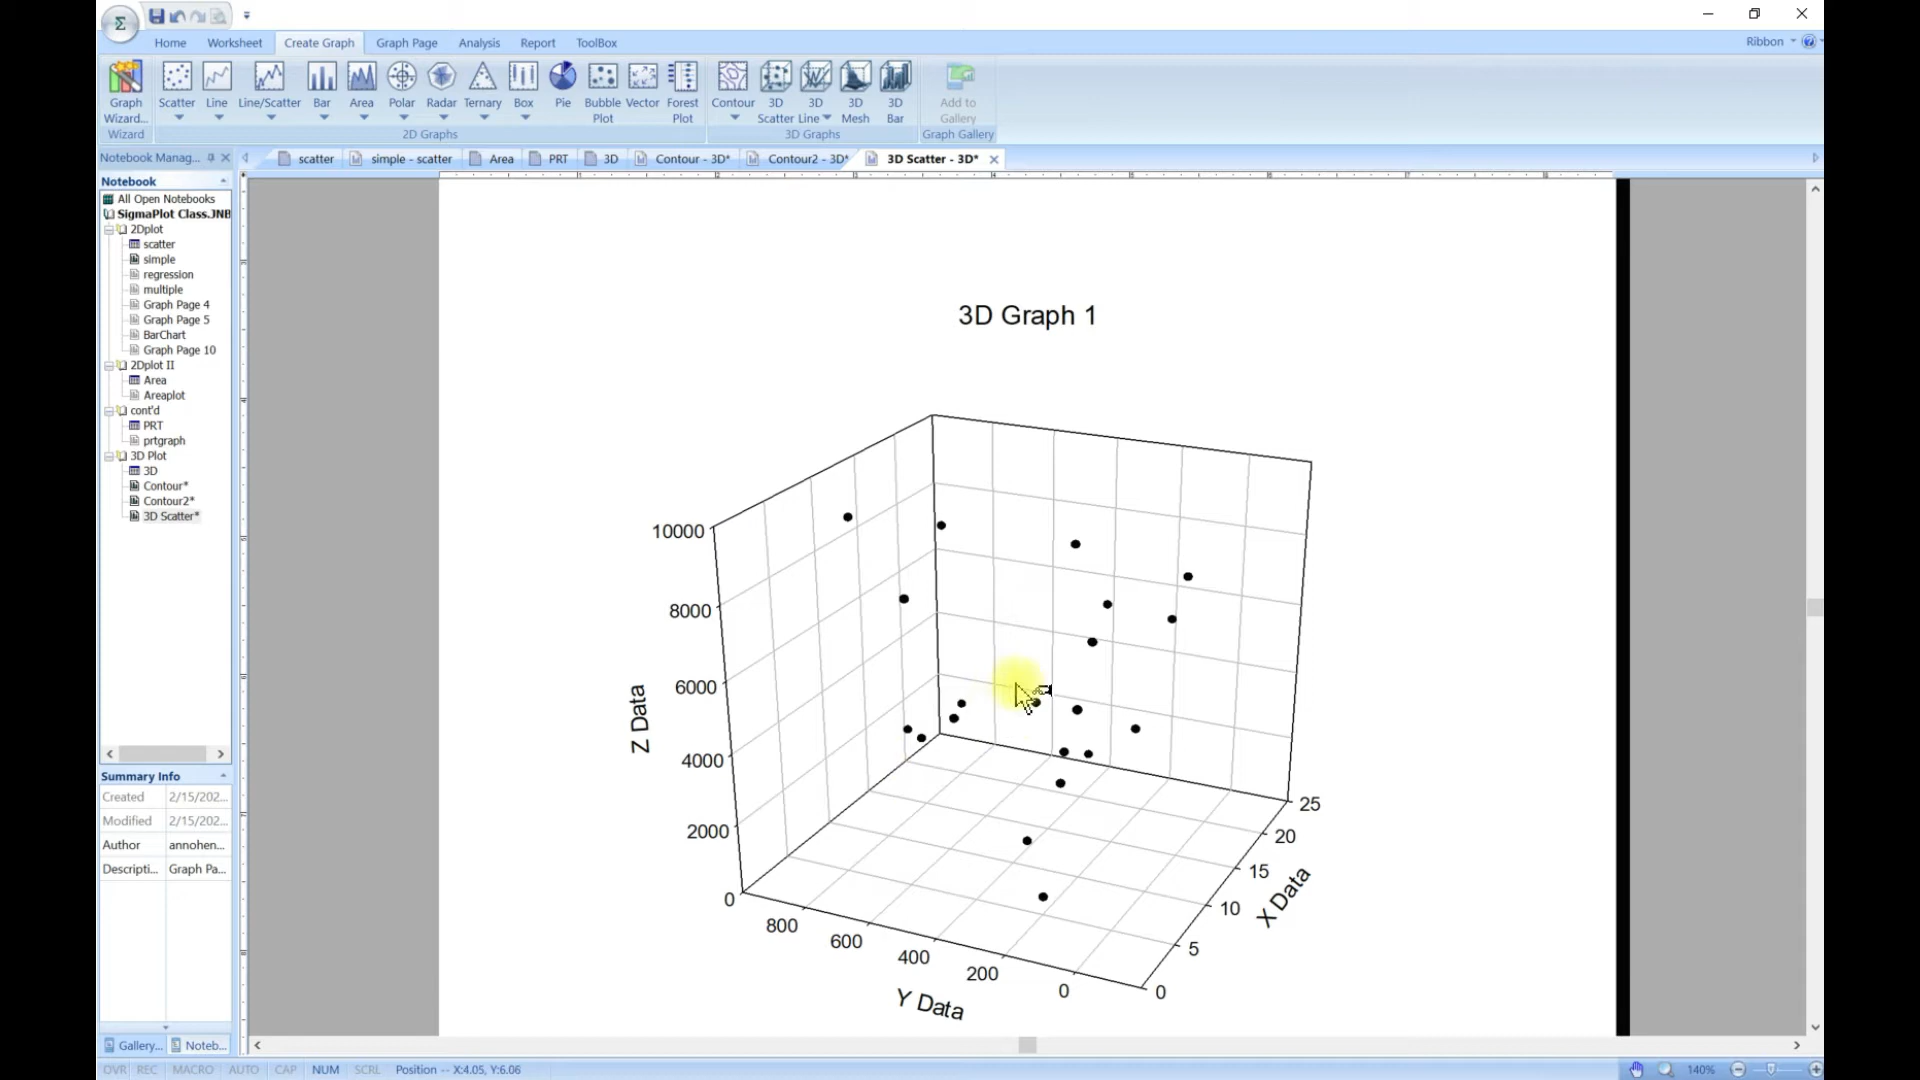 Home Worksheet Create Graph Graph Page Analysis Report ToolBox Ribbon
Graph Wizard...
Scatter
Line
Line/Scatter
Bar
Area
Polar
Radar
Ternary
Box
Pie
Bubble Plot
Vector
Forest Plot
Contour
3D Scatter
3D Line
3D Mesh
3D Bar
Add to Gallery
Wizard 2D Graphs 3D Graphs Graph Gallery
Notebook Manag...
scatter simple - scatter Area PRT 3D Contour - 3D* Contour2 - 3D* 3D Scatter - 3D*
Notebook
All Open Notebooks
SigmaPlot Class.JNB
2Dplot
scatter
simple
regression
multiple
Graph Page 4
Graph Page 5
BarChart
Graph Page 10
2Dplot II
Area
Areaplot
cont'd
PRT
prtgraph
3D Plot
3D
Contour*
Contour2*
3D Scatter*
Summary Info
Created 2/15/202...
Modified 2/15/202...
Author annohen...
Descripti... Graph Pa...
Gallery... Noteb...
3D Graph 1
10000
8000
6000
4000
2000
0
Z Data
800
600
400
200
0
Y Data
0
5
10
15
20
25
X Data
OVR REC MACRO AUTO CAP NUM SCRL Position -- X:4.05, Y:6.06 140%